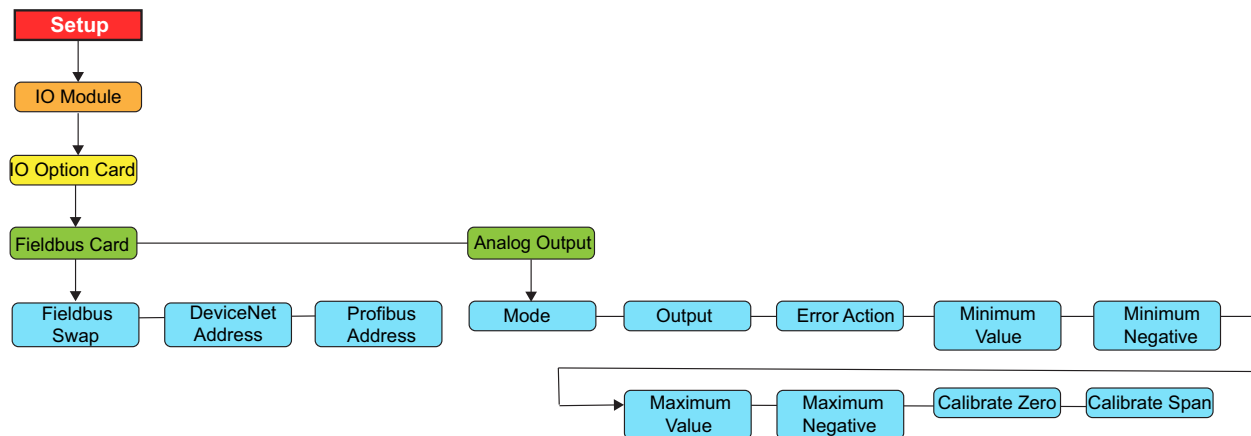 Setup
IO Module
IO Option Card
Fieldbus Card
Analog Output
Fieldbus
Swap
DeviceNet
Address
Profibus
Address
Mode
Output
Error Action
Minimum
Value
Minimum
Negative
Maximum
Value
Maximum
Negative
Calibrate Zero
Calibrate Span